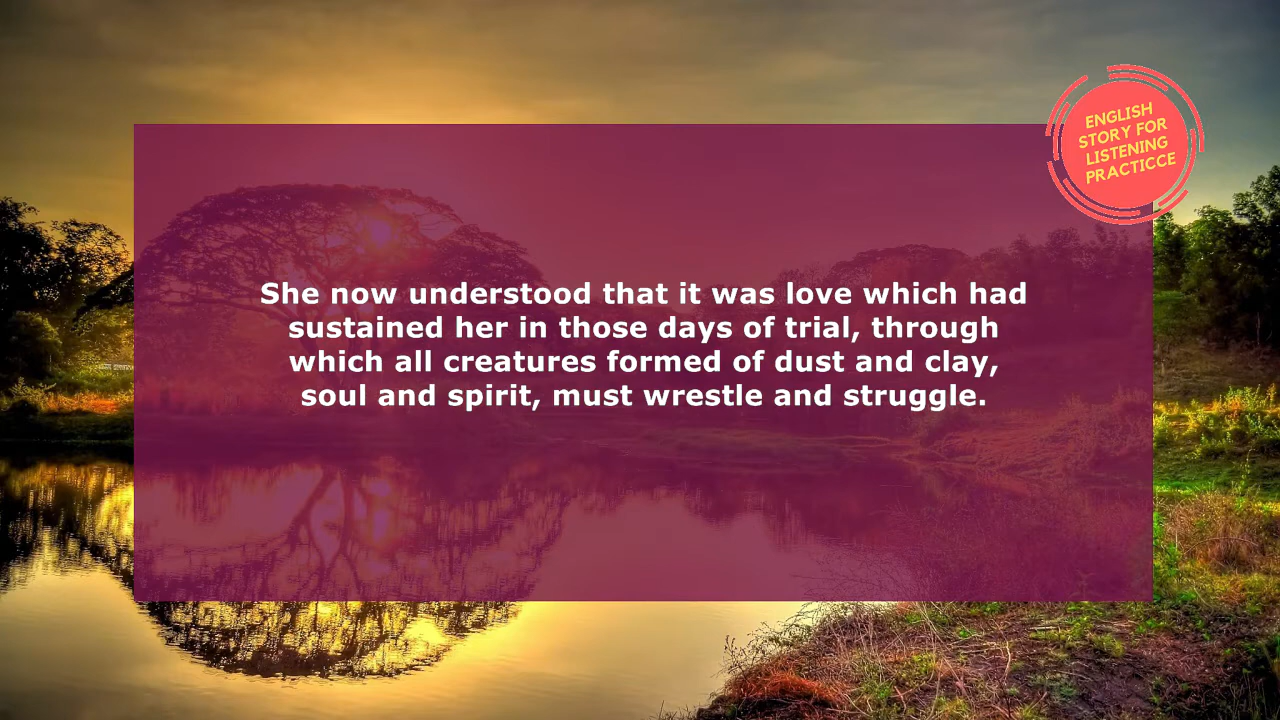 ENGLISH
STORY FOR
LISTENING
PRACTICCE
She now understood that it was love which had
sustained her in those days of trial, through
which all creatures formed of dust and clay,
soul and spirit, must wrestle and struggle.